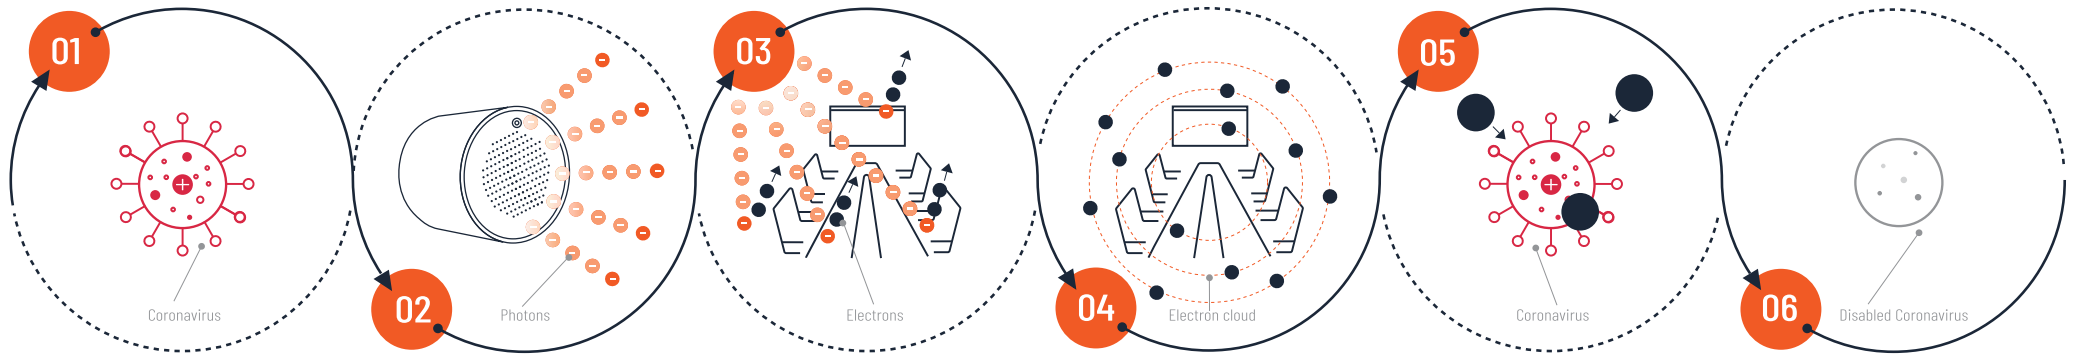 01
Coronavirus
02
Photons
03
Electrons
04
Electron cloud
05
Coronavirus
06
Disabled Coronavirus